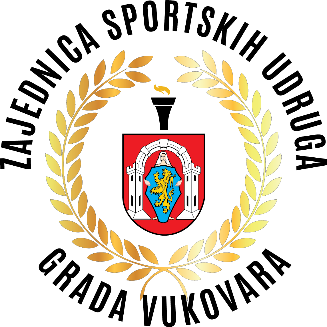 ZAJEDNICA SPORTSKIH UDRUGA
GRADA VUKOVARA